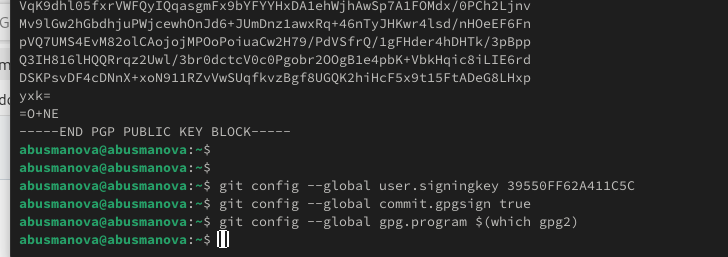 VqK9dhl05fxrVWFQyIQqasgmFx9bYFYYHxDA1ehWjhAwSp7A1FOMdx/0PCh2Ljnv
Mv9lGw2hGbdhjuPWjcewhOnJd6+JUmDnz1awxRq+46nTyJHKwr4lsd/nHOeEF6Fn
pVQ7UMS4EvM82olCAojojMPOoPoiuaCw2H79/PdVSfrQ/1gFHder4hDHTk/3pBpp
Q3IH816lHQQRrqz2Uwl/3br0dctcV0c0Pgobr2OOgB1e4pbK+VbkHqic8iLIE6rd
DSKPsvDF4cDNnX+xoN911RZvVwSUqfkvzBgf8UGQK2hiHcF5x9t15FtADeG8LHxp
yxk=
=O+NE
-----END PGP PUBLIC KEY BLOCK-----
abusmanova@abusmanova:~$
abusmanova@abusmanova:~$
abusmanova@abusmanova:~$ git config --global user.signingkey 39550FF62A411C5C
abusmanova@abusmanova:~$ git config --global commit.gpgsign true
abusmanova@abusmanova:~$ git config --global gpg.program $(which gpg2)
abusmanova@abusmanova:~$